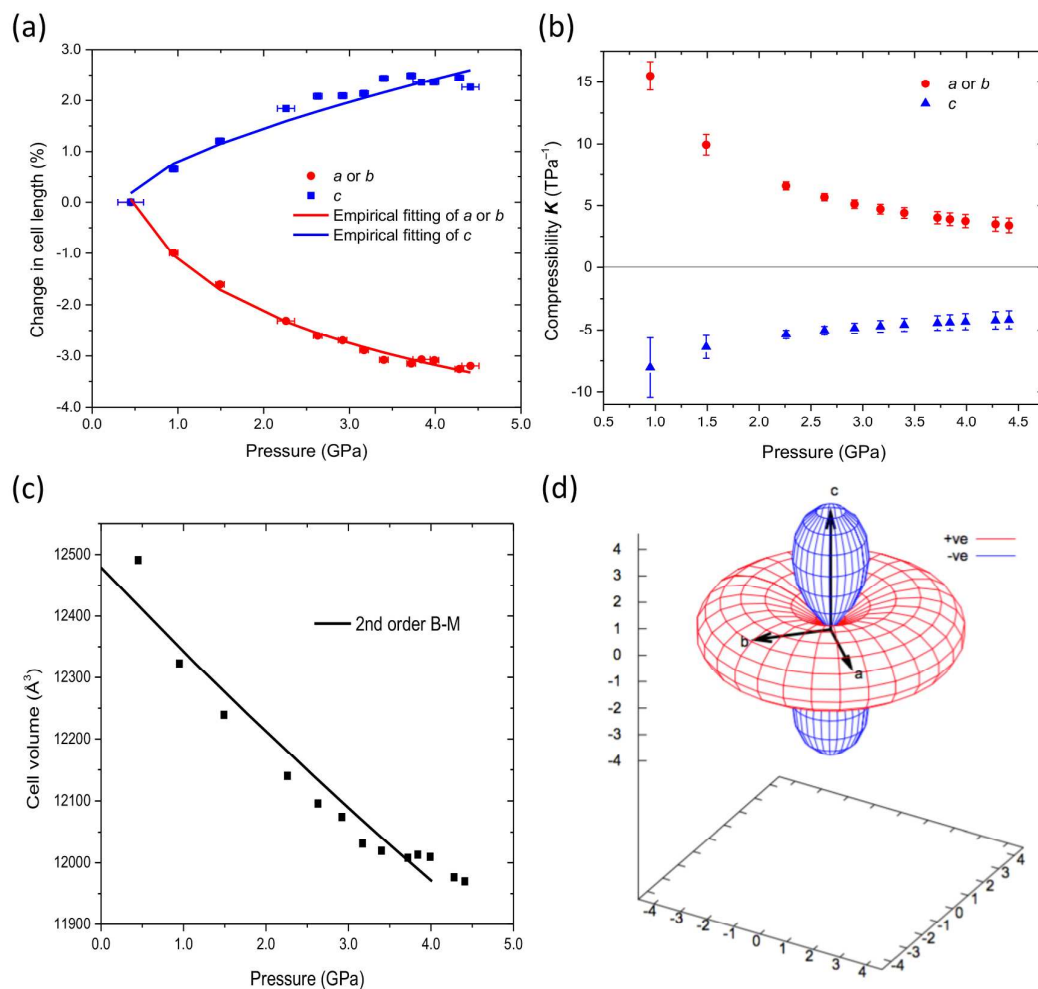 (a)
3.0
2.0
1.0
0.0
-1.0
-2.0
-3.0
-4.0
Change in cell length (%)
a or b
c
Empirical fitting of a or b
Empirical fitting of c
0.0 1.0 2.0 3.0 4.0 5.0
Pressure (GPa)
(b)
15
10
5
0
-5
-10
Compressibility K (TPa⁻¹)
a or b
c
0.5 1.0 1.5 2.0 2.5 3.0 3.5 4.0 4.5
Pressure (GPa)
(c)
12500
12400
12300
12200
12100
12000
11900
Cell volume (Å³)
2nd order B-M
0.0 1.0 2.0 3.0 4.0 5.0
Pressure (GPa)
(d)
c
+ve
-ve
b
a
4
3
2
1
0
-1
-2
-3
-4
-4 -3 -2 -1 0 1 2 3 4
-4 -3 -2 -1 0 1 2 3 4